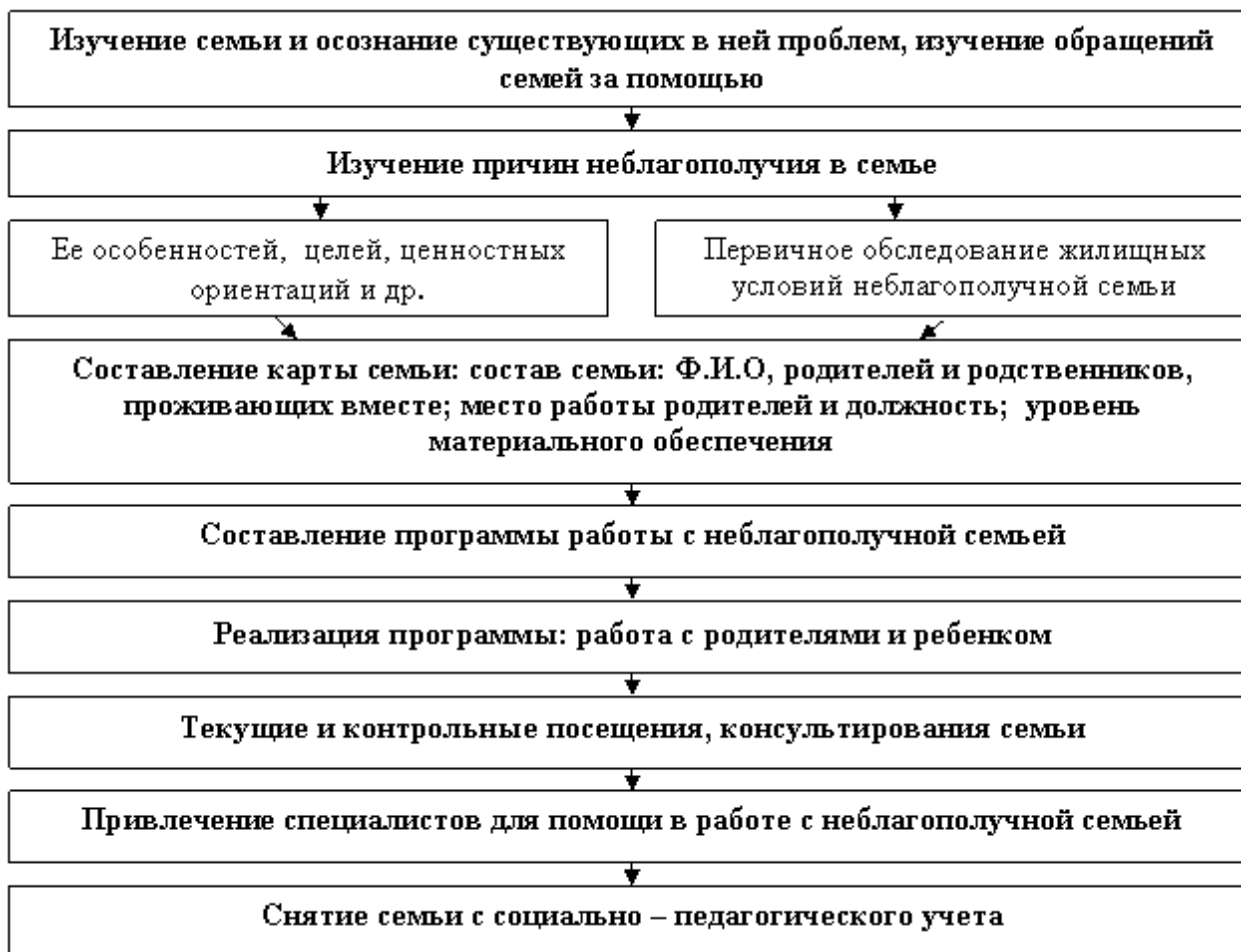 Изучение семьи и осознание существующих в ней проблем, изучение обращений
семей за помощью
Изучение причин неблагополучия в семье
Ее особенностей, целей, ценностных
ориентаций и др.
Первичное обследование жилищных
условий неблагополучной семьи
Составление карты семьи: состав семьи: Ф.И.О, родителей и родственников,
проживающих вместе; место работы родителей и должность; уровень
материального обеспечения
Составление программы работы с неблагополучной семьей
Реализация программы: работа с родителями и ребенком
Текущие и контрольные посещения, консультирования семьи
Привлечение специалистов для помощи в работе с неблагополучной семьей
Снятие семьи с социально – педагогического учета